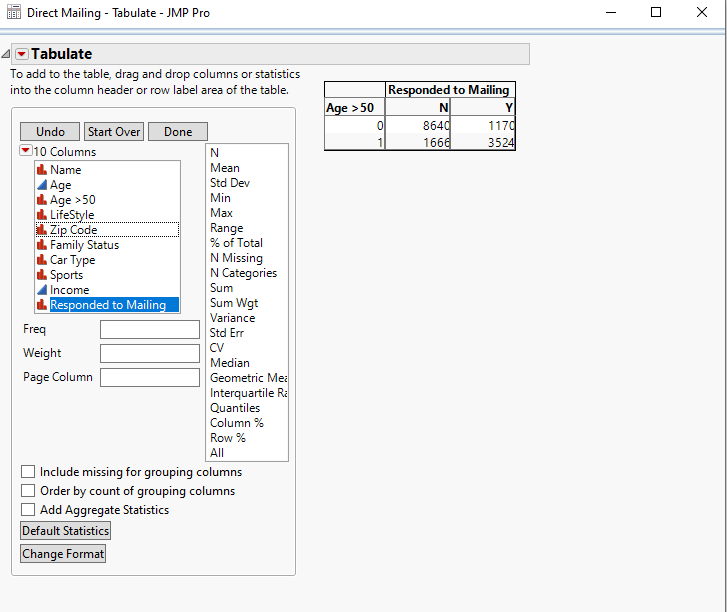 Direct Mailing - Tabulate - JMP Pro
Tabulate
To add to the table, drag and drop columns or statistics
into the column header or row label area of the table.
Undo Start Over Done
10 Columns
Name
Age
Age >50
LifeStyle
Zip Code
Family Status
Car Type
Sports
Income
Responded to Mailing
Freq
Weight
Page Column
N
Mean
Std Dev
Min
Max
Range
% of Total
N Missing
N Categories
Sum
Sum Wgt
Variance
Std Err
CV
Median
Geometric Mea
Interquartile Ra
Quantiles
Column %
Row %
All
Include missing for grouping columns
Order by count of grouping columns
Add Aggregate Statistics
Default Statistics
Change Format
Responded to Mailing
Age >50 N Y
0 8640 1170
1 1666 3524